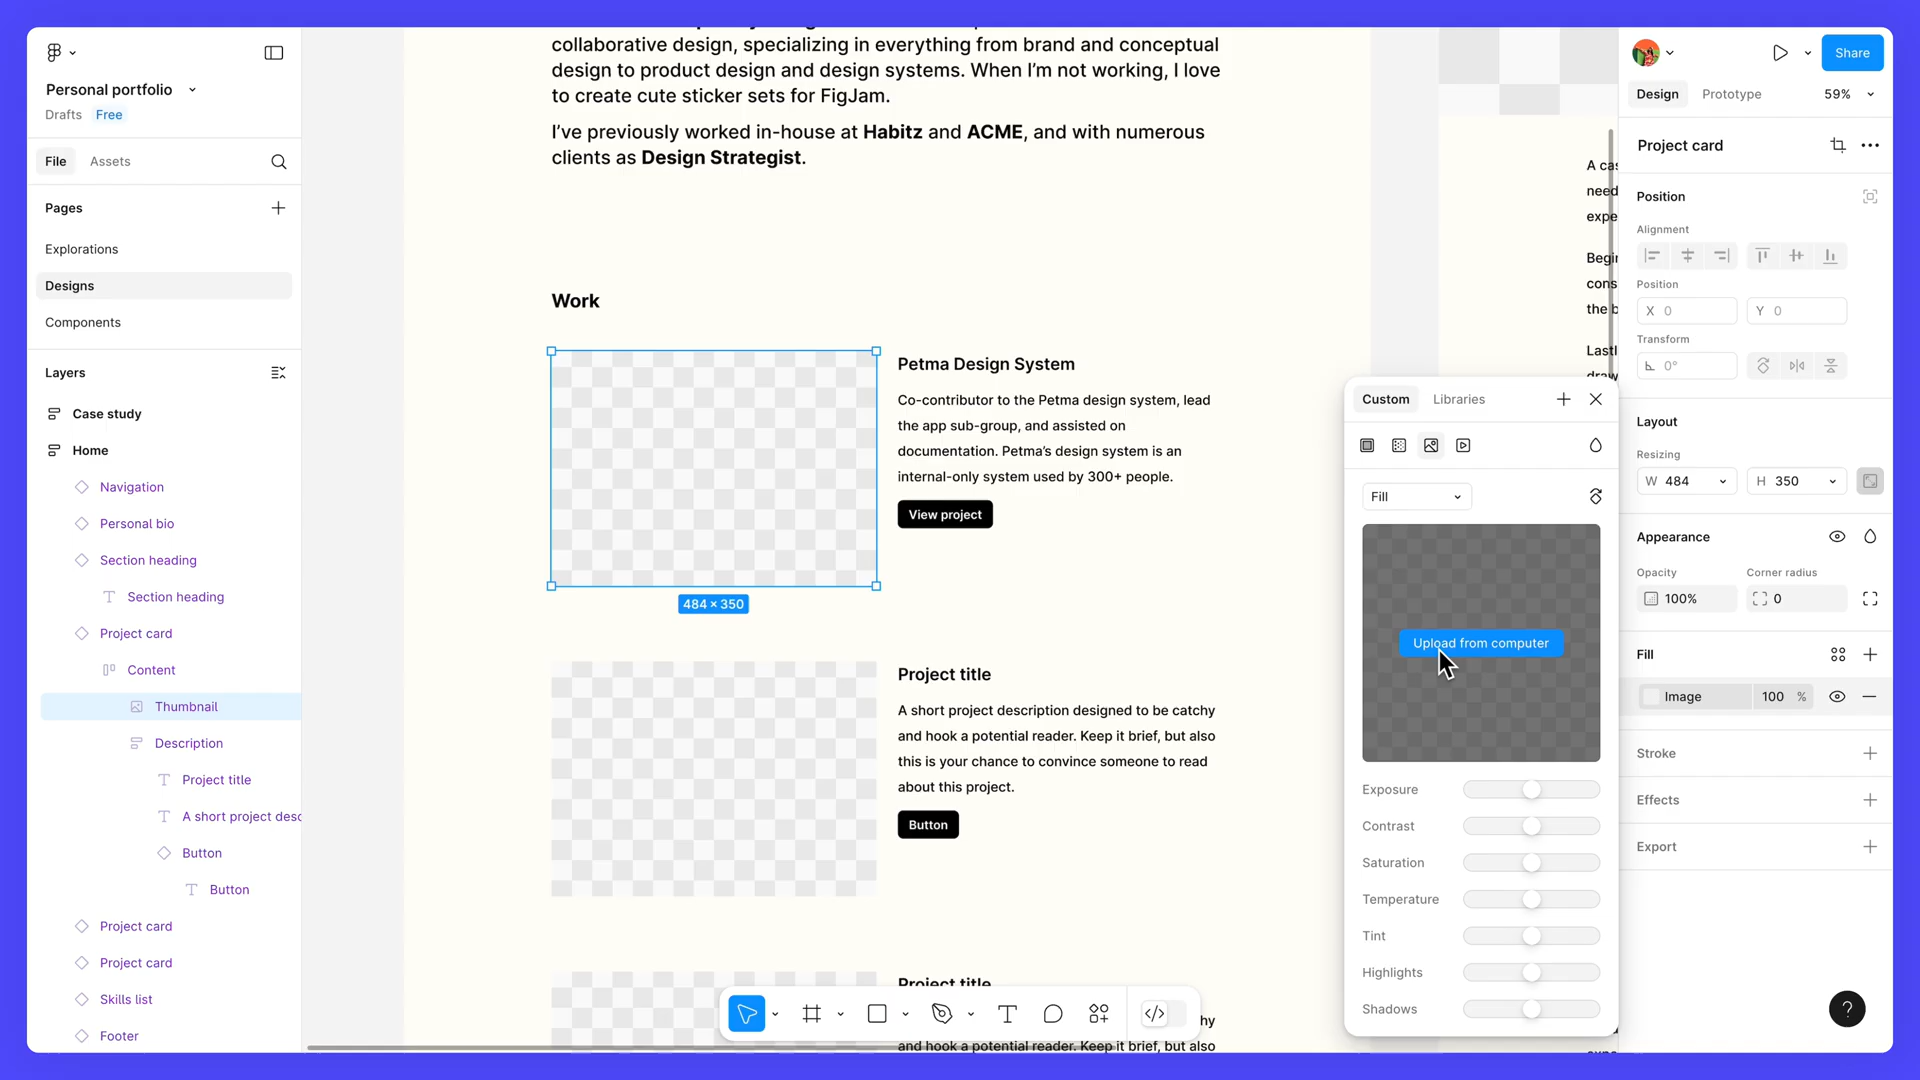 Personal portfolio
Drafts Free
File Assets
Pages
Explorations
Designs
Components
Layers
Case study
Home
Navigation
Personal bio
Section heading
Section heading
Project card
Content
Thumbnail
Description
Project title
A short project desc
Button
Button
Project card
Project card
Skills list
Footer
collaborative design, specializing in everything from brand and conceptual
design to product design and design systems. When I’m not working, I love
to create cute sticker sets for FigJam.
I’ve previously worked in-house at Habitz and ACME, and with numerous
clients as Design Strategist.
Work
Petma Design System
Co-contributor to the Petma design system, lead
the app sub-group, and assisted on
documentation. Petma’s design system is an
internal-only system used by 300+ people.
View project
484 × 350
Project title
A short project description designed to be catchy
and hook a potential reader. Keep it brief, but also
this is your chance to convince someone to read
about this project.
Button
Project title
hy
and hook a potential reader. Keep it brief, but also
A cas
need
expe
Begin
cons
the b
Lastl
draw
Custom Libraries
Fill
Upload from computer
Exposure
Contrast
Saturation
Temperature
Tint
Highlights
Shadows
Share
Design Prototype 59%
Project card
Position
Alignment
Position
X 0 Y 0
Transform
0°
Layout
Resizing
W 484 H 350
Appearance
Opacity Corner radius
100% 0
Fill
Image 100 %
Stroke
Effects
Export
?